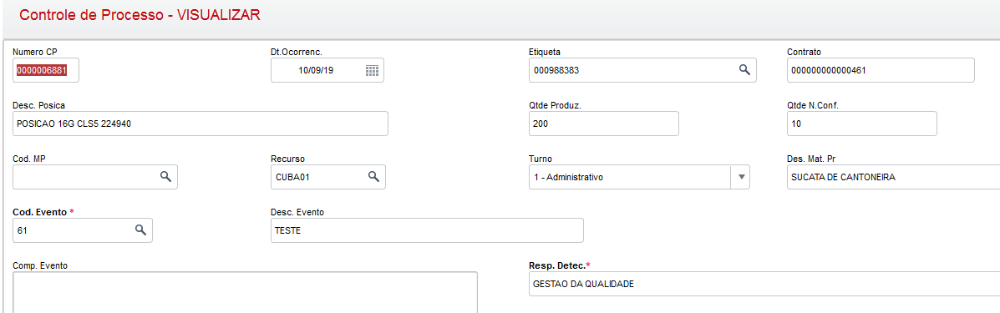 Controle de Processo - VISUALIZAR
Numero CP Dt.Ocorrenc. Etiqueta Contrato
0000006881 10/09/19 000988383 000000000000461
Desc. Posica Qtde Produz. Qtde N.Conf.
POSICAO 16G CLS5 224940 200 10
Cod. MP Recurso Turno Des. Mat. Pr
CUBA01 1 - Administrativo SUCATA DE CANTONEIRA
Cod. Evento * Desc. Evento
61 TESTE
Comp. Evento Resp. Detec.*
GESTAO DA QUALIDADE